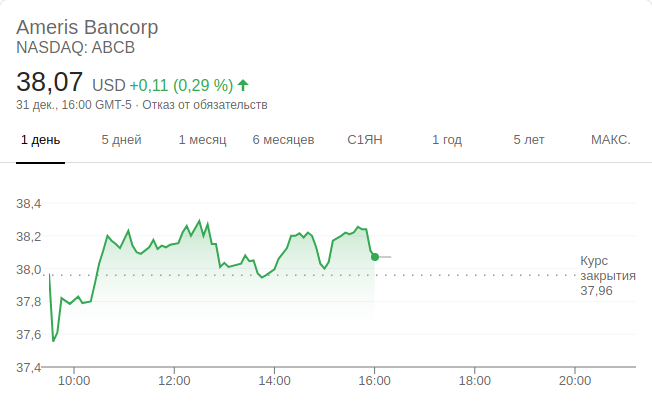 Ameris Bancorp
NASDAQ: ABCB
38,07 USD +0,11 (0,29 %)
31 дек., 16:00 GMT-5 · Отказ от обязательств
1 день 5 дней 1 месяц 6 месяцев С1ЯН 1 год 5 лет МАКС.
38,4
38,2
38,0
37,8
37,6
37,4
Курс
закрытия
37,96
10:00 12:00 14:00 16:00 18:00 20:00